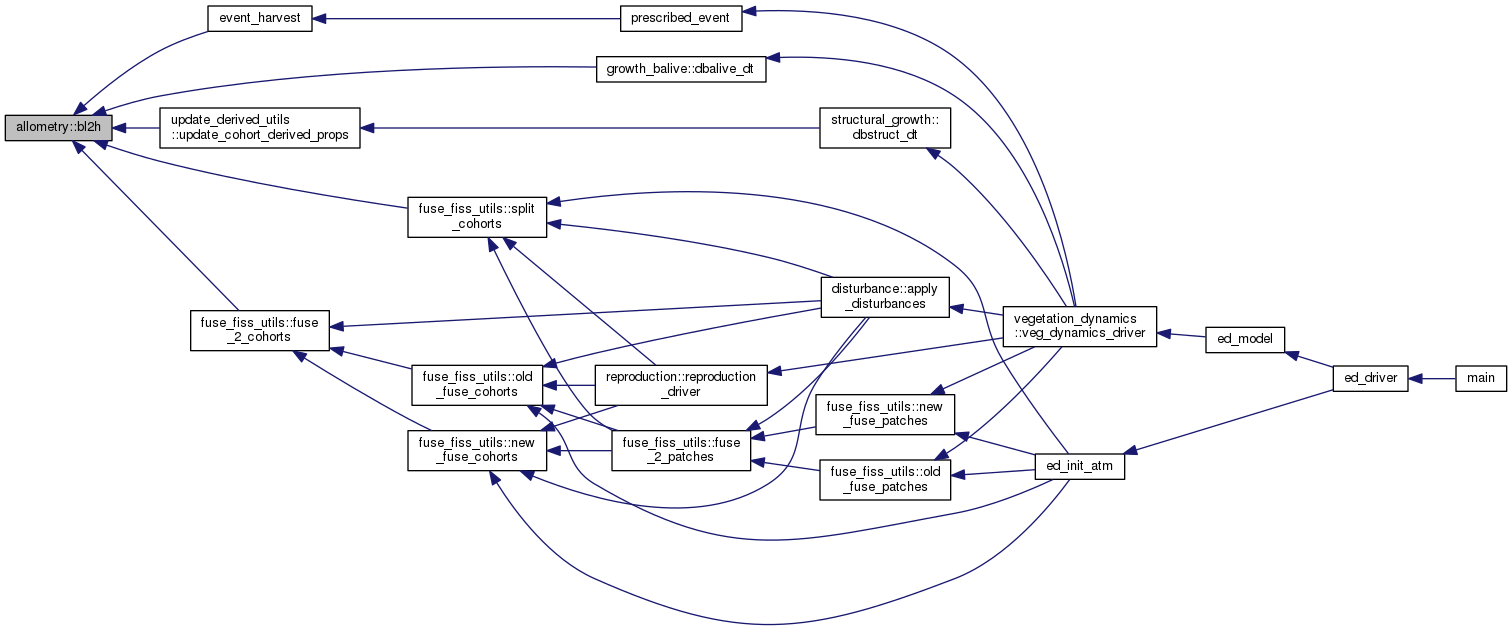 event_harvest
prescribed_event
growth_balive::dbalive_dt
allometry::bl2h
update_derived_utils
::update_cohort_derived_props
structural_growth::
dbstruct_dt
fuse_fiss_utils::split
_cohorts
disturbance::apply
_disturbances
fuse_fiss_utils::fuse
_2_cohorts
vegetation_dynamics
::veg_dynamics_driver
ed_model
fuse_fiss_utils::old
_fuse_cohorts
reproduction::reproduction
_driver
ed_driver
main
fuse_fiss_utils::new
_fuse_patches
fuse_fiss_utils::new
_fuse_cohorts
fuse_fiss_utils::fuse
_2_patches
ed_init_atm
fuse_fiss_utils::old
_fuse_patches